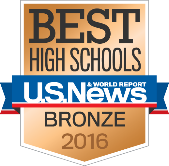 BEST
HIGH SCHOOLS
U.S.News
& WORLD REPORT
BRONZE
2016